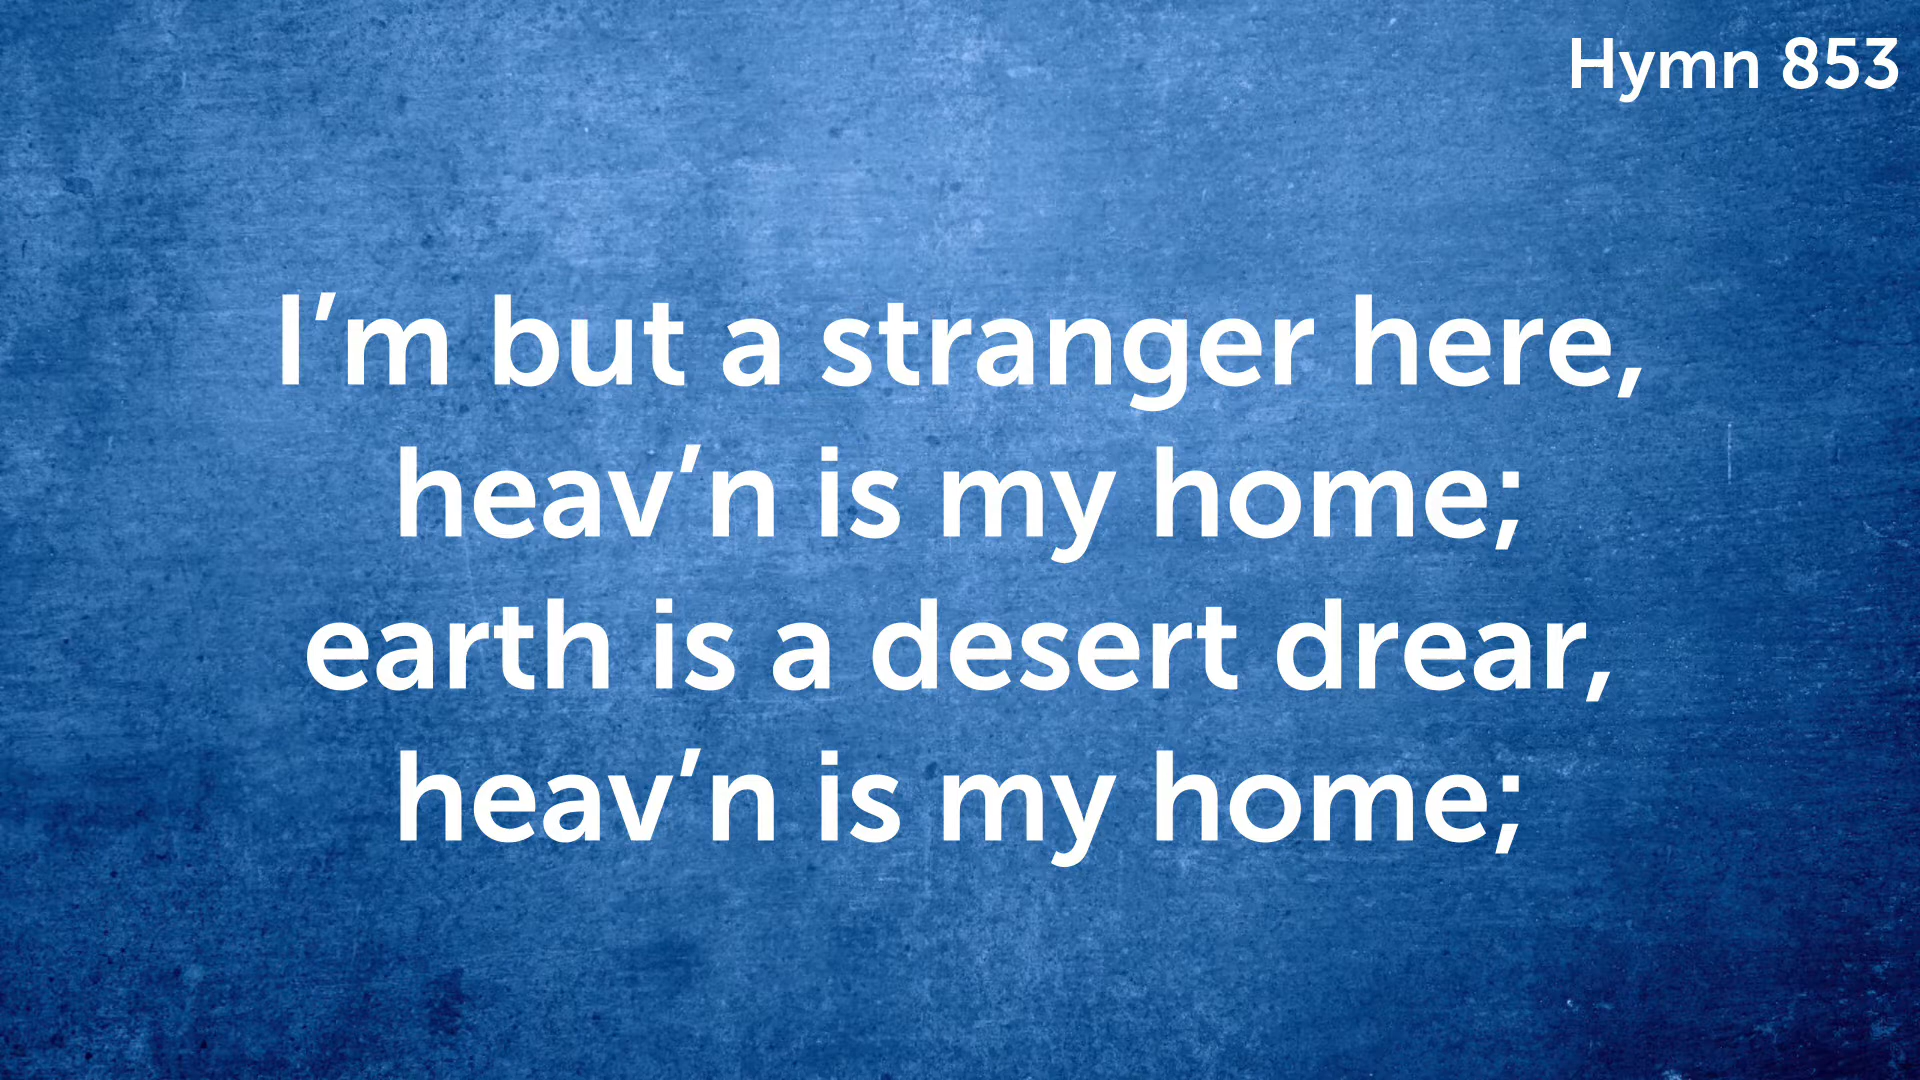 Hymn 853
I’m but a stranger here,
heav’n is my home;
earth is a desert drear,
heav’n is my home;